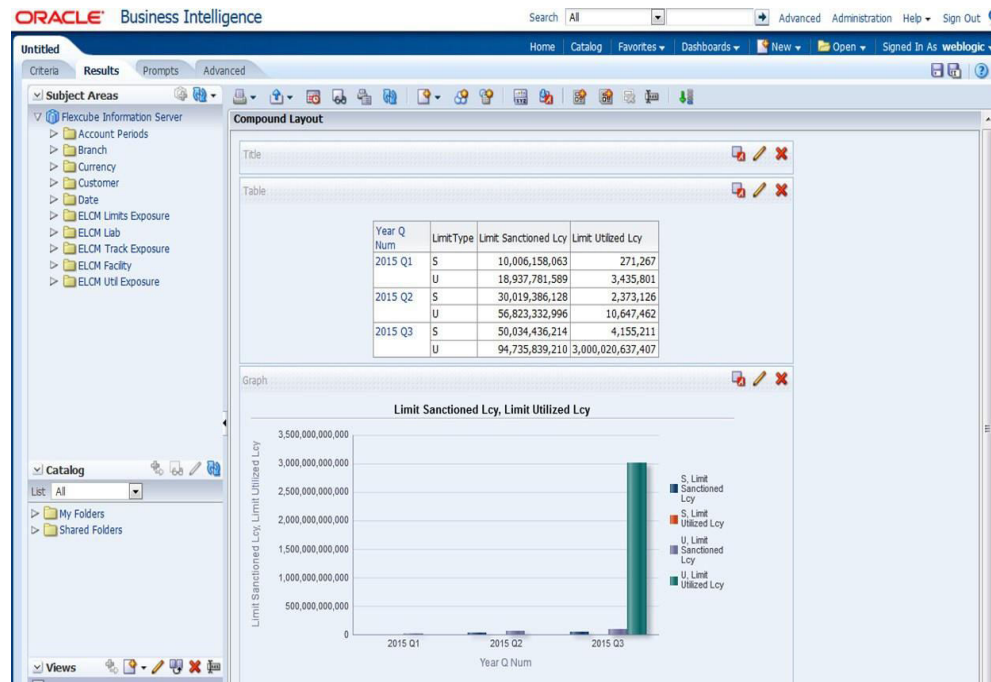 ORACLE Business Intelligence
Search All Advanced Administration Help Sign Out
Untitled
Home Catalog Favorites Dashboards New Open Signed In As weblogic
Criteria Results Prompts Advanced
Subject Areas
Flexcube Information Server
Account Periods
Branch
Currency
Customer
Date
ELCM Limits Exposure
ELCM Liab
ELCM Track Exposure
ELCM Facility
ELCM Util Exposure
Catalog
List All
My Folders
Shared Folders
Views
Compound Layout
Title
Table
Year Q Num LimitType Limit Sanctioned Lcy Limit Utilized Lcy
2015 Q1 S 10,006,158,063 271,267
U 18,937,781,589 3,435,801
2015 Q2 S 30,019,386,128 2,373,126
U 56,823,332,996 10,647,462
2015 Q3 S 50,034,436,214 4,155,211
U 94,735,839,210 3,000,020,637,407
Graph
Limit Sanctioned Lcy, Limit Utilized Lcy
Limit Sanctioned Lcy, Limit Utilized Lcy
3,500,000,000,000
3,000,000,000,000
2,500,000,000,000
2,000,000,000,000
1,500,000,000,000
1,000,000,000,000
500,000,000,000
0
2015 Q1 2015 Q2 2015 Q3
Year Q Num
S, Limit
Sanctioned
Lcy
S, Limit
Utilized Lcy
U, Limit
Sanctioned
Lcy
U, Limit
Utilized Lcy